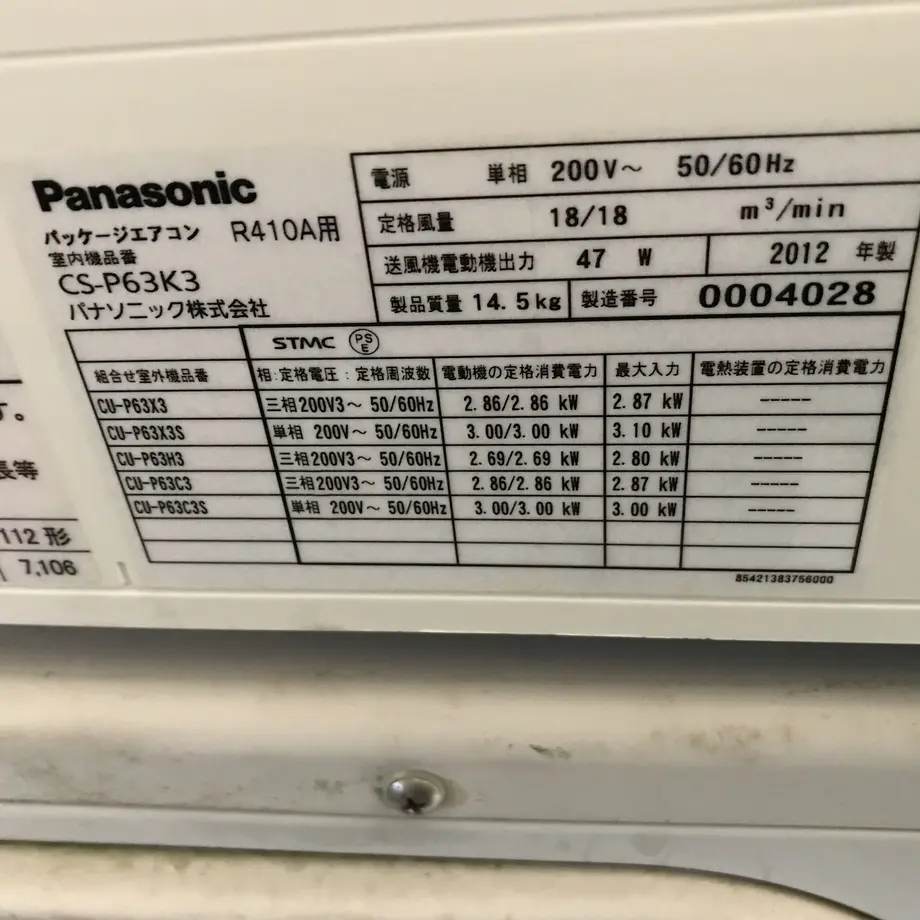 Panasonic
パッケージエアコン R410A用
室内機品番
CS-P63K3
パナソニック株式会社
電源 単相 200V～ 50/60Hz
定格風量 18/18 m³/min
送風機電動機出力 47 W 2012 年製
製品質量 14.5kg 製造番号 0004028
STMC PSE
組合せ室外機品番 相:定格電圧:定格周波数 電動機の定格消費電力 最大入力 電熱装置の定格消費電力
CU-P63X3 三相200V3～ 50/60Hz 2.86/2.86 kW 2.87 kW -----
CU-P63X3S 単相 200V～ 50/60Hz 3.00/3.00 kW 3.10 kW -----
CU-P63H3 三相200V3～ 50/60Hz 2.69/2.69 kW 2.80 kW -----
CU-P63C3 三相200V3～ 50/60Hz 2.86/2.86 kW 2.87 kW -----
CU-P63C3S 単相 200V～ 50/60Hz 3.00/3.00 kW 3.00 kW -----
85421383756000
す。
長等
112 形
7,106